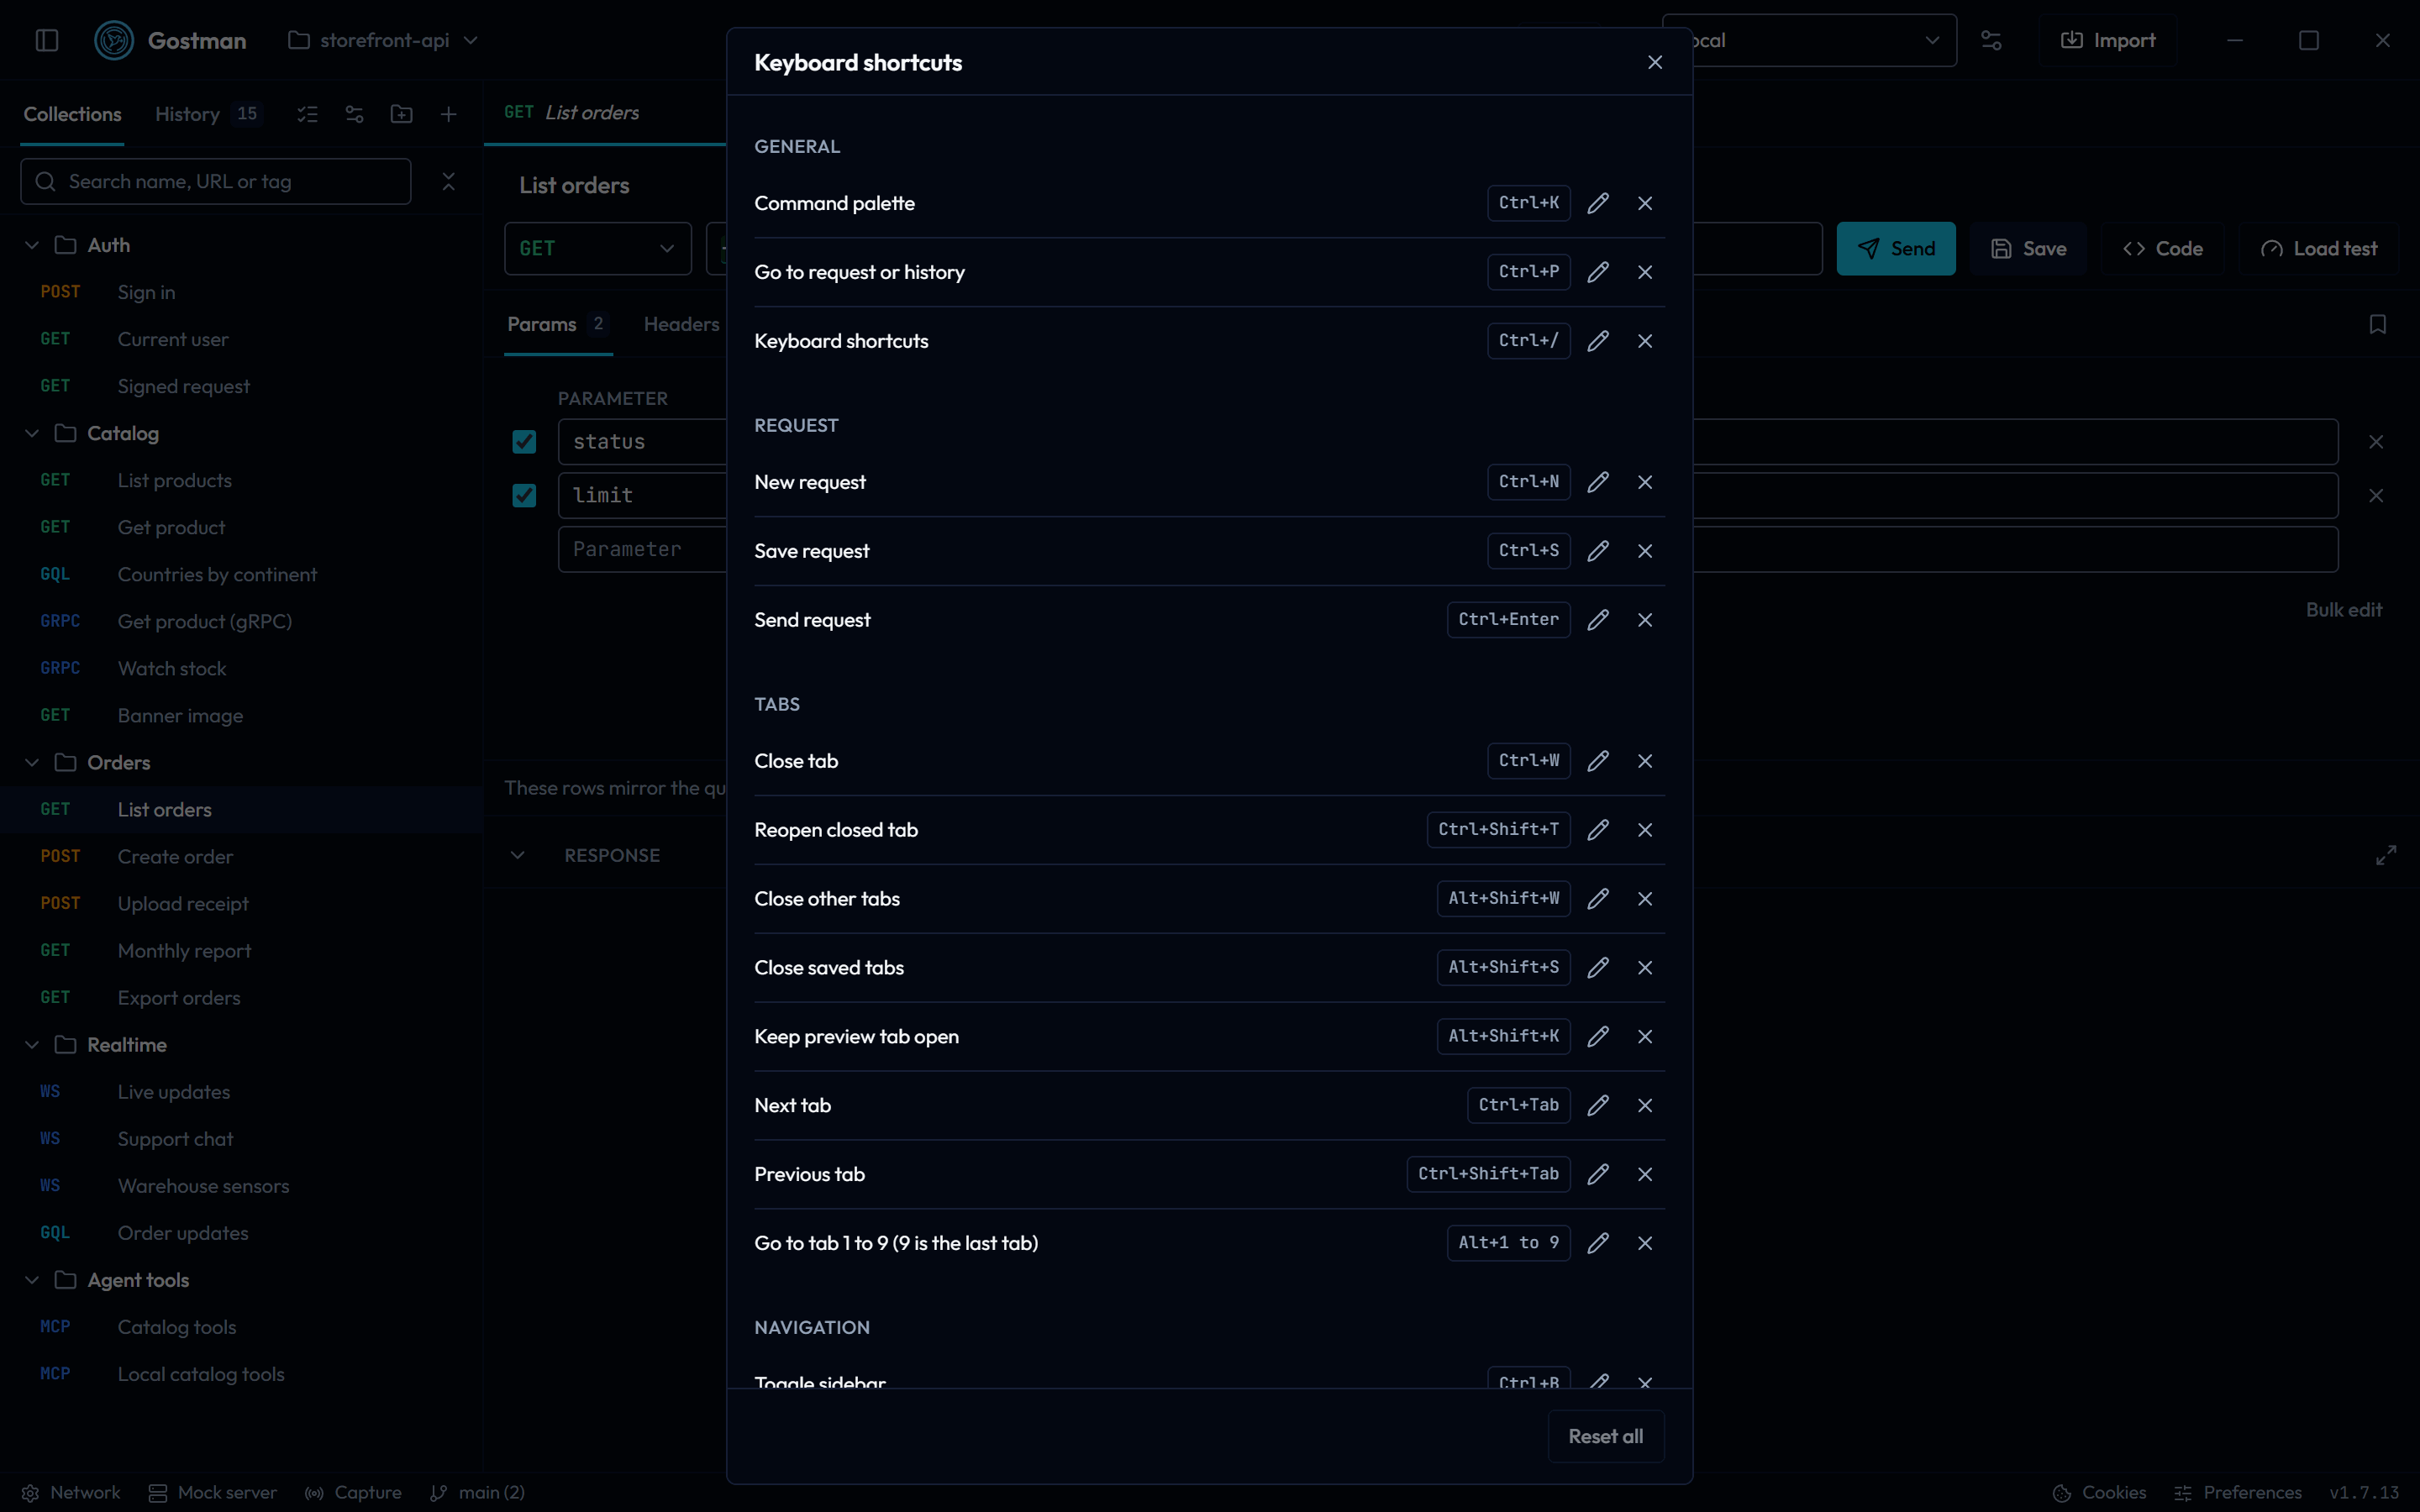 Gostman
storefront-api
ocal
Import
Collections
History 15
Search name, URL or tag
Auth
POST Sign in
GET Current user
GET Signed request
Catalog
GET List products
GET Get product
GQL Countries by continent
GRPC Get product (gRPC)
GRPC Watch stock
GET Banner image
Orders
GET List orders
POST Create order
POST Upload receipt
GET Monthly report
GET Export orders
Realtime
WS Live updates
WS Support chat
WS Warehouse sensors
GQL Order updates
Agent tools
MCP Catalog tools
MCP Local catalog tools
GET List orders
List orders
GET
Send
Save
Code
Load test
Params 2
Headers
PARAMETER
status
limit
Parameter
Bulk edit
These rows mirror the qu
RESPONSE
Keyboard shortcuts
GENERAL
Command palette Ctrl+K
Go to request or history Ctrl+P
Keyboard shortcuts Ctrl+/
REQUEST
New request Ctrl+N
Save request Ctrl+S
Send request Ctrl+Enter
TABS
Close tab Ctrl+W
Reopen closed tab Ctrl+Shift+T
Close other tabs Alt+Shift+W
Close saved tabs Alt+Shift+S
Keep preview tab open Alt+Shift+K
Next tab Ctrl+Tab
Previous tab Ctrl+Shift+Tab
Go to tab 1 to 9 (9 is the last tab) Alt+1 to 9
NAVIGATION
Toggle sidebar Ctrl+B
Reset all
Network
Mock server
Capture
main (2)
Cookies
Preferences
v1.7.13